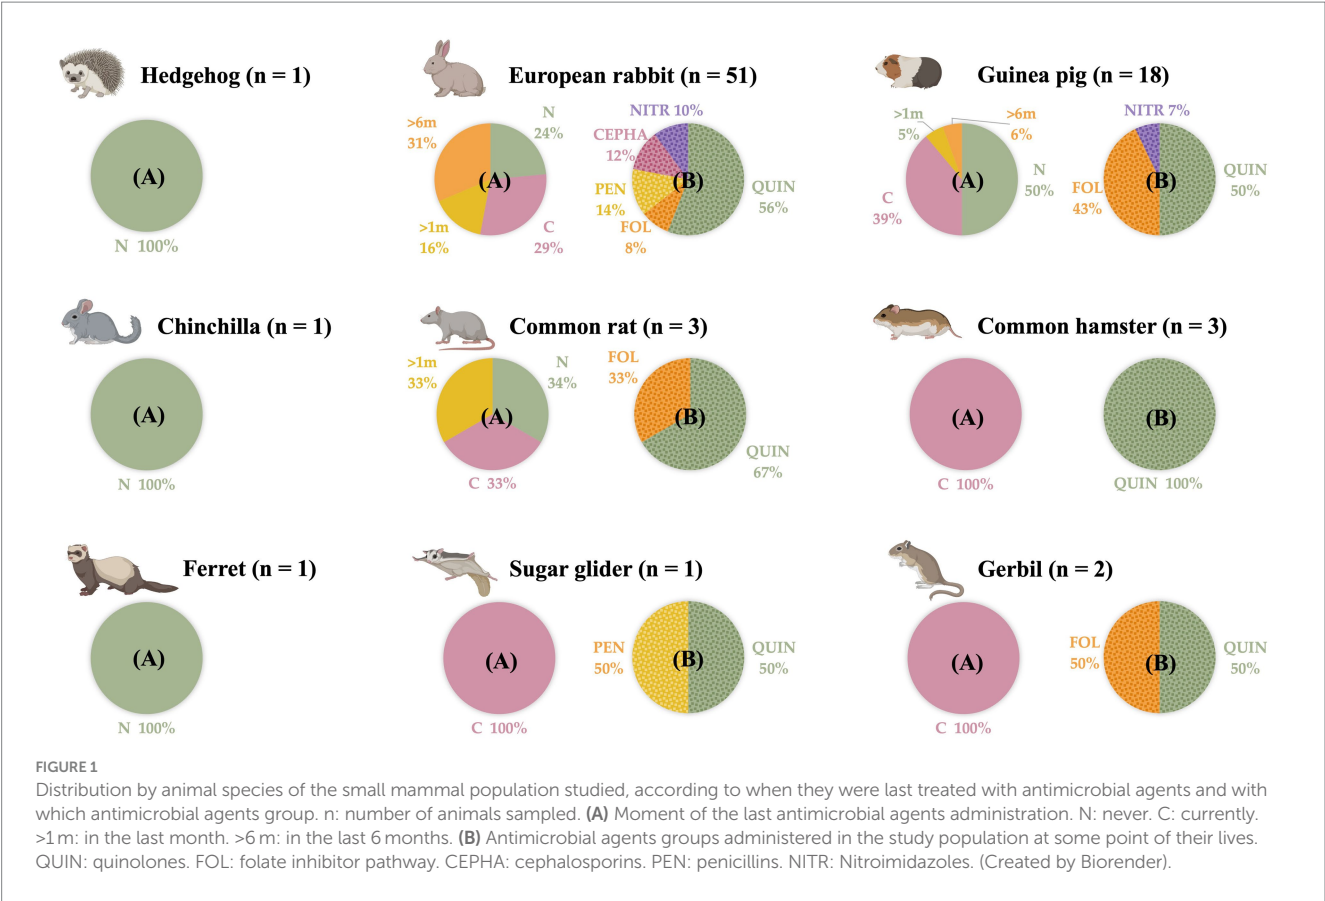 Hedgehog (n = 1)
(A)
N 100%
European rabbit (n = 51)
>6m
31%
N
24%
(A)
>1m
16%
C
29%
NITR 10%
CEPHA
12%
PEN
14%
FOL
8%
(B)
QUIN
56%
Guinea pig (n = 18)
>1m
5%
>6m
6%
(A)
N
50%
C
39%
NITR 7%
FOL
43%
(B)
QUIN
50%
Chinchilla (n = 1)
(A)
N 100%
Common rat (n = 3)
>1m
33%
N
34%
(A)
C 33%
FOL
33%
(B)
QUIN
67%
Common hamster (n = 3)
(A)
C 100%
(B)
QUIN 100%
Ferret (n = 1)
(A)
N 100%
Sugar glider (n = 1)
(A)
C 100%
PEN
50%
(B)
QUIN
50%
Gerbil (n = 2)
(A)
C 100%
FOL
50%
(B)
QUIN
50%
FIGURE 1
Distribution by animal species of the small mammal population studied, according to when they were last treated with antimicrobial agents and with
which antimicrobial agents group. n: number of animals sampled. (A) Moment of the last antimicrobial agents administration. N: never. C: currently.
>1 m: in the last month. >6 m: in the last 6 months. (B) Antimicrobial agents groups administered in the study population at some point of their lives.
QUIN: quinolones. FOL: folate inhibitor pathway. CEPHA: cephalosporins. PEN: penicillins. NITR: Nitroimidazoles. (Created by Biorender).